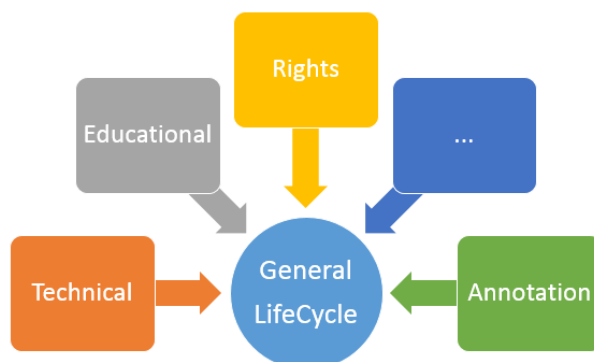 Rights
Educational
...
Technical
General
LifeCycle
Annotation